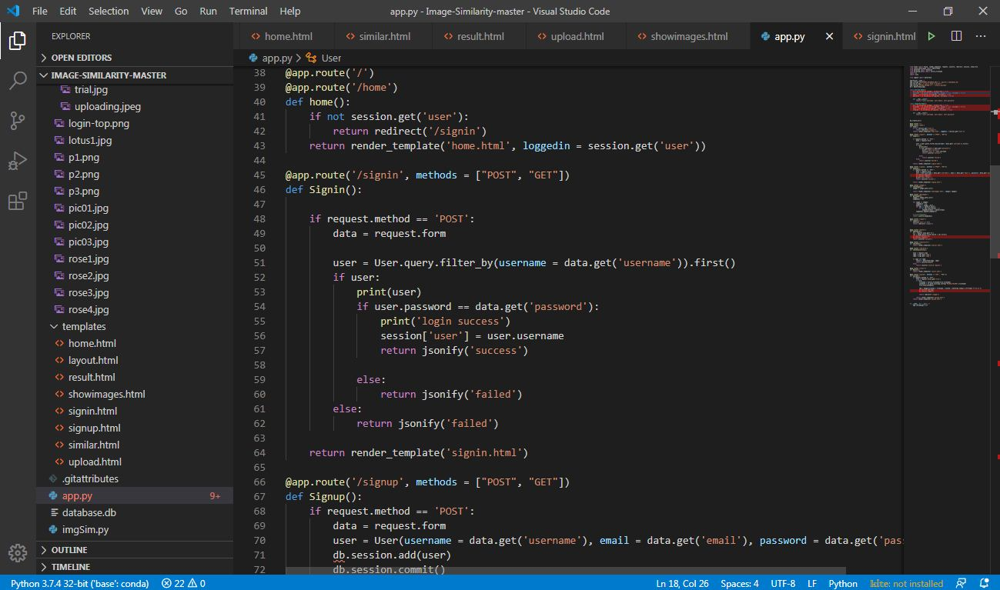 File Edit Selection View Go Run Terminal Help
app.py - Image-Similarity-master - Visual Studio Code
EXPLORER
OPEN EDITORS
IMAGE-SIMILARITY-MASTER
trial.jpg
uploading.jpeg
login-top.png
lotus1.jpg
p1.png
p2.png
p3.png
pic01.jpg
pic02.jpg
pic03.jpg
rose1.jpg
rose2.jpg
rose3.jpg
rose4.jpg
templates
home.html
layout.html
result.html
showimages.html
signin.html
signup.html
similar.html
upload.html
.gitattributes
app.py 9+
database.db
imgSim.py
OUTLINE
TIMELINE
home.html similar.html result.html upload.html showimages.html app.py signin.html
app.py > User
38 @app.route('/')
39 @app.route('/home')
40 def home():
41 if not session.get('user'):
42 return redirect('/signin')
43 return render_template('home.html', loggedin = session.get('user'))
44
45 @app.route('/signin', methods = ["POST", "GET"])
46 def Signin():
47
48 if request.method == 'POST':
49 data = request.form
50
51 user = User.query.filter_by(username = data.get('username')).first()
52 if user:
53 print(user)
54 if user.password == data.get('password'):
55 print('login success')
56 session['user'] = user.username
57 return jsonify('success')
58
59 else:
60 return jsonify('failed')
61 else:
62 return jsonify('failed')
63
64 return render_template('signin.html')
65
66 @app.route('/signup', methods = ["POST", "GET"])
67 def Signup():
68 if request.method == 'POST':
69 data = request.form
70 user = User(username = data.get('username'), email = data.get('email'), password = data.get('pas
71 db.session.add(user)
72 db.session.commit()
Python 3.7.4 32-bit ('base': conda) 22 0 Ln 18, Col 26 Spaces: 4 UTF-8 LF Python kite: not installed